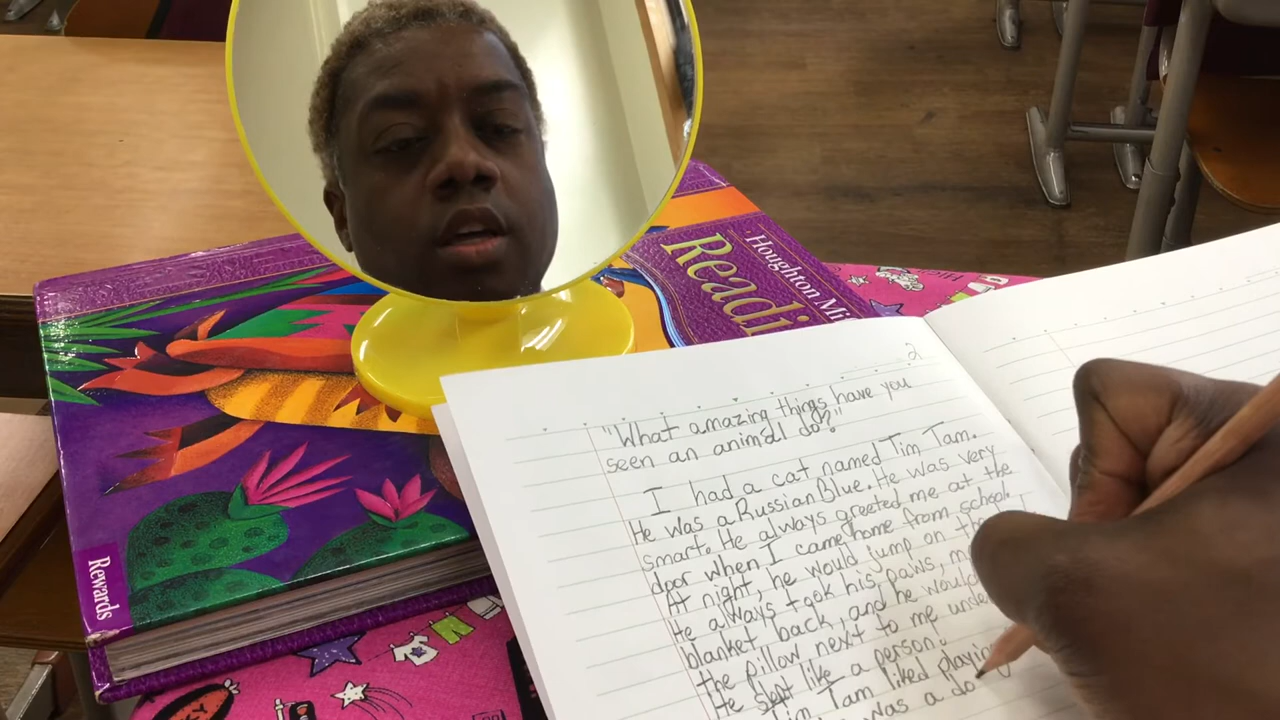 Houghton Mi
Readi
Rewards
2
"What amazing things have you
seen an animal do?"
I had a cat named Tim Tam.
He was a Russian Blue. He was very
smart. He always greeted me at the
door when I came home from school.
At night, he would jump on the
He always took his paws, m
blanket back, and he would
the pillow next to me unde
He slept like a person.
Tim Tam liked playing
was a do